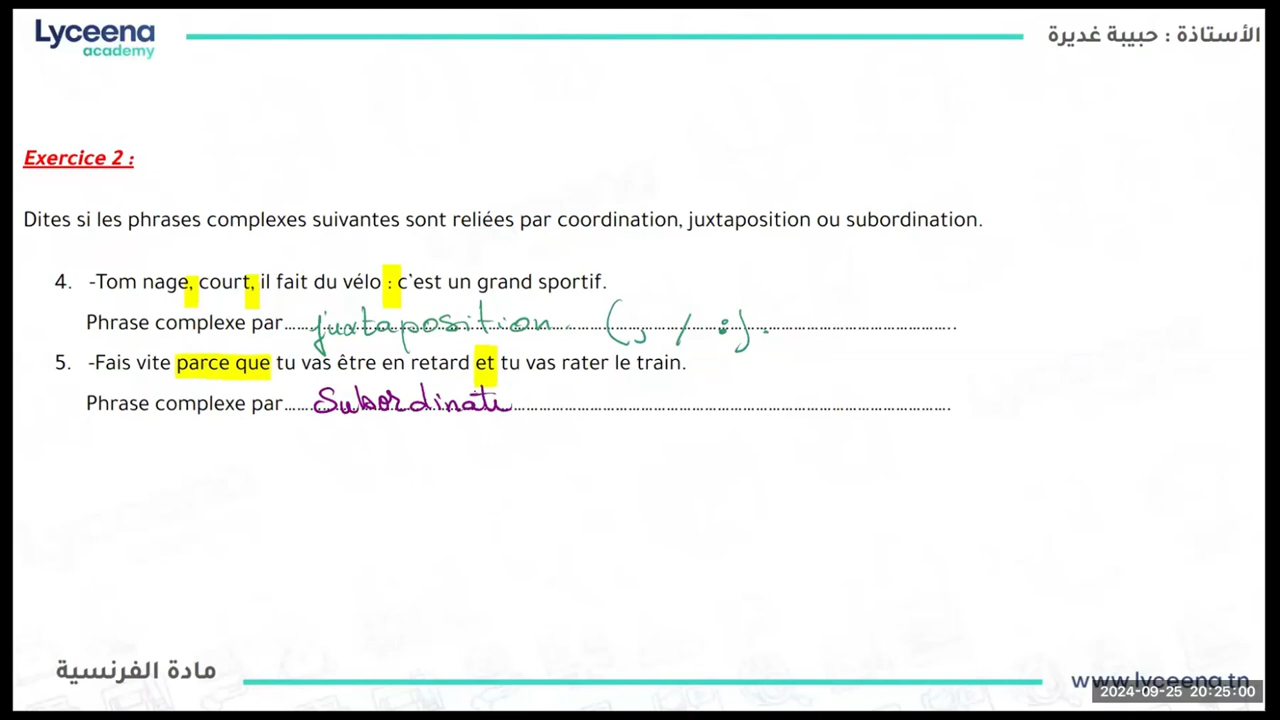 Lyceena
academy
الأستاذة : حبيبة غديرة
Exercice 2 :
Dites si les phrases complexes suivantes sont reliées par coordination, juxtaposition ou subordination.
4. -Tom nage, court, il fait du vélo : c'est un grand sportif.
Phrase complexe par...... juxtaposition. ......(, / :)..............................
5. -Fais vite parce que tu vas être en retard et tu vas rater le train.
Phrase complexe par...... Subordinati..............................
مادة الفرنسية
www.lyceena.tn
2024-09-25 20:25:00